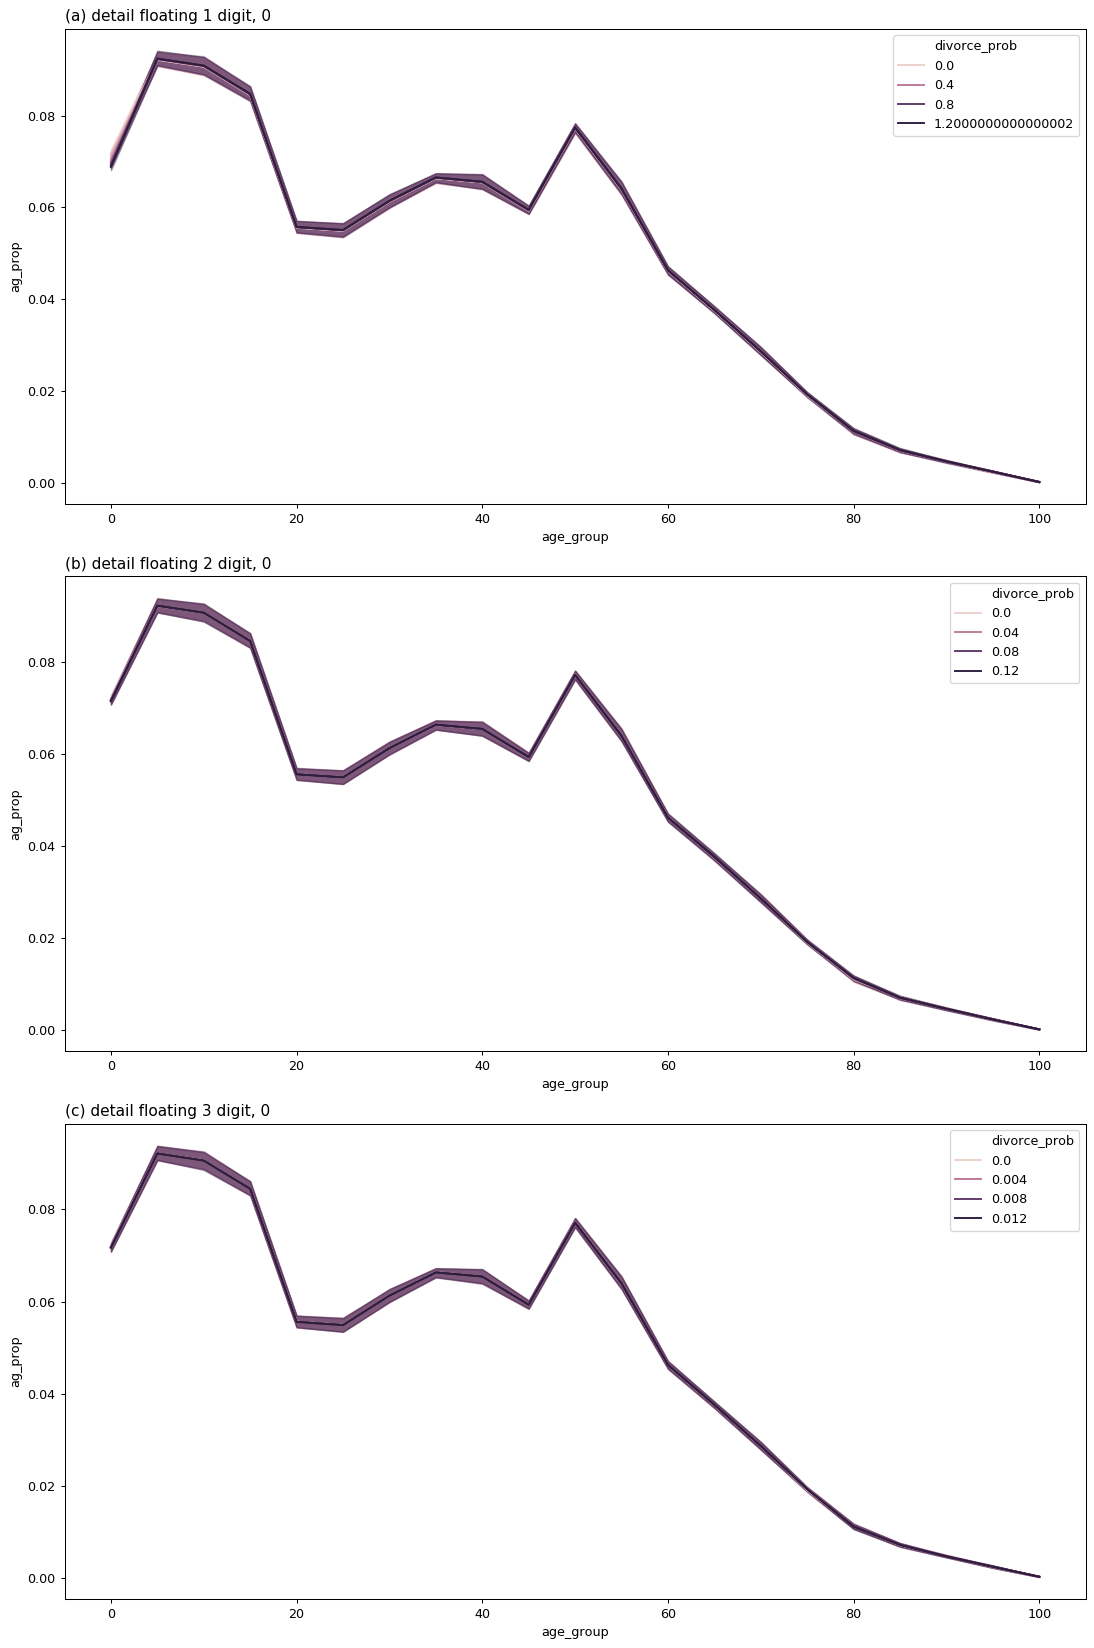 (a) detail floating 1 digit, 0
divorce_prob
0.0
0.4
0.8
1.2000000000000002
0.08
0.06
0.04
0.02
0.00
ag_prop
0 20 40 60 80 100
age_group
(b) detail floating 2 digit, 0
divorce_prob
0.0
0.04
0.08
0.12
0.08
0.06
0.04
0.02
0.00
ag_prop
0 20 40 60 80 100
age_group
(c) detail floating 3 digit, 0
divorce_prob
0.0
0.004
0.008
0.012
0.08
0.06
0.04
0.02
0.00
ag_prop
0 20 40 60 80 100
age_group